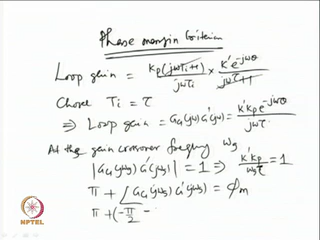 Phase margin Criterion
Loop gain = Kp(jωTi+1)/jωTi × K'e^-jωθ/jωτ+1
Choose Ti = τ
⇒ Loop gain = Gc(jω)G'(jω) = K'Kp e^-jωθ/jωτ
At the gain crossover frequency ωg
|Gc(jωg) G'(jωg)| = 1 ⇒ K'Kp/ωgτ = 1
π + ∠Gc(jωg) G'(jωg) = φm
π + (-π/2 -
NPTEL